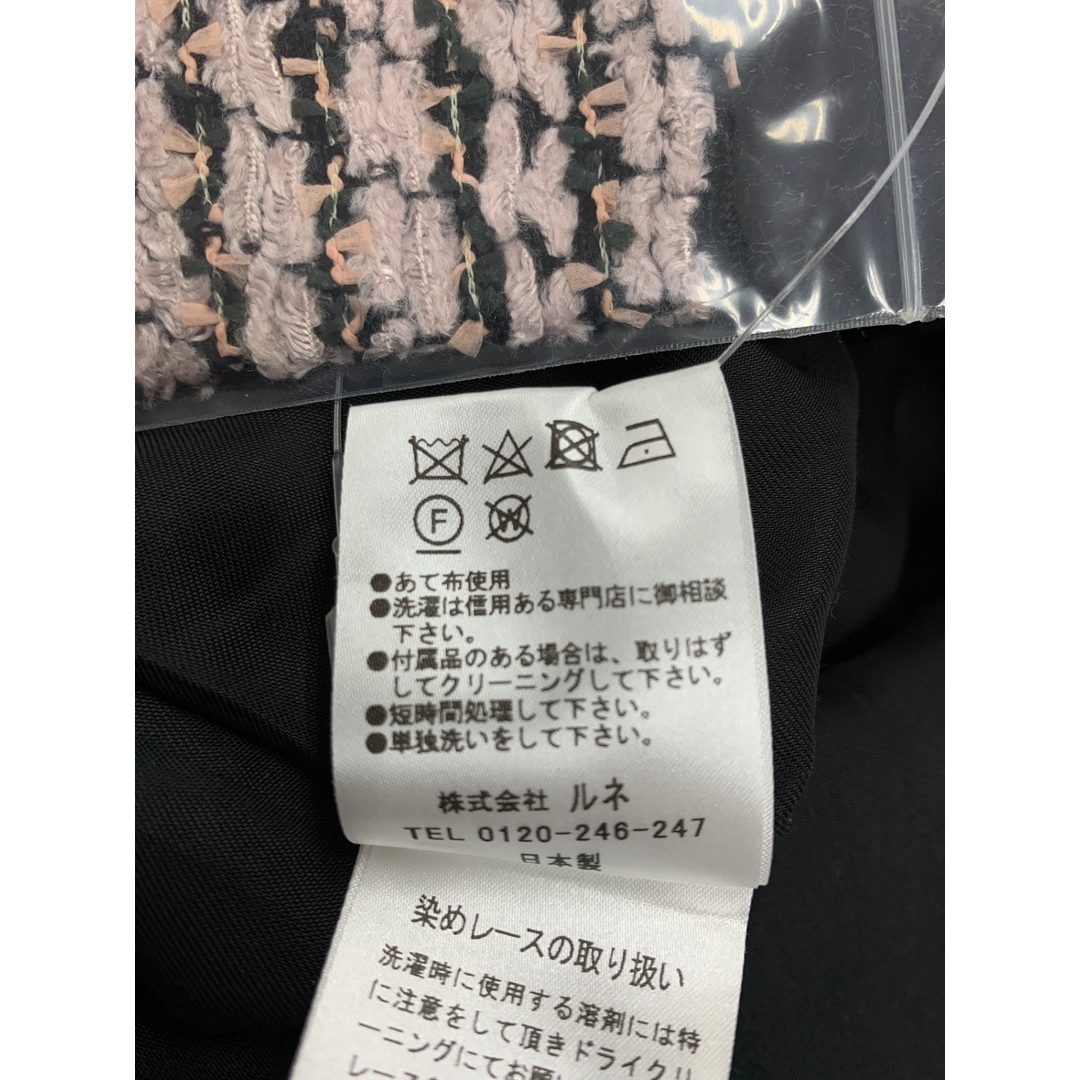 F
W
●あて布使用
●洗濯は信用ある専門店に御相談
下さい。
●付属品のある場合は、取りはず
してクリーニングして下さい。
●短時間処理して下さい。
●単独洗いをして下さい。
株式会社 ルネ
TEL 0120-246-247
日本製
染めレースの取り扱い
洗濯時に使用する溶剤には特
に注意をして頂きドライクリ
ーニングにてお願い
レース